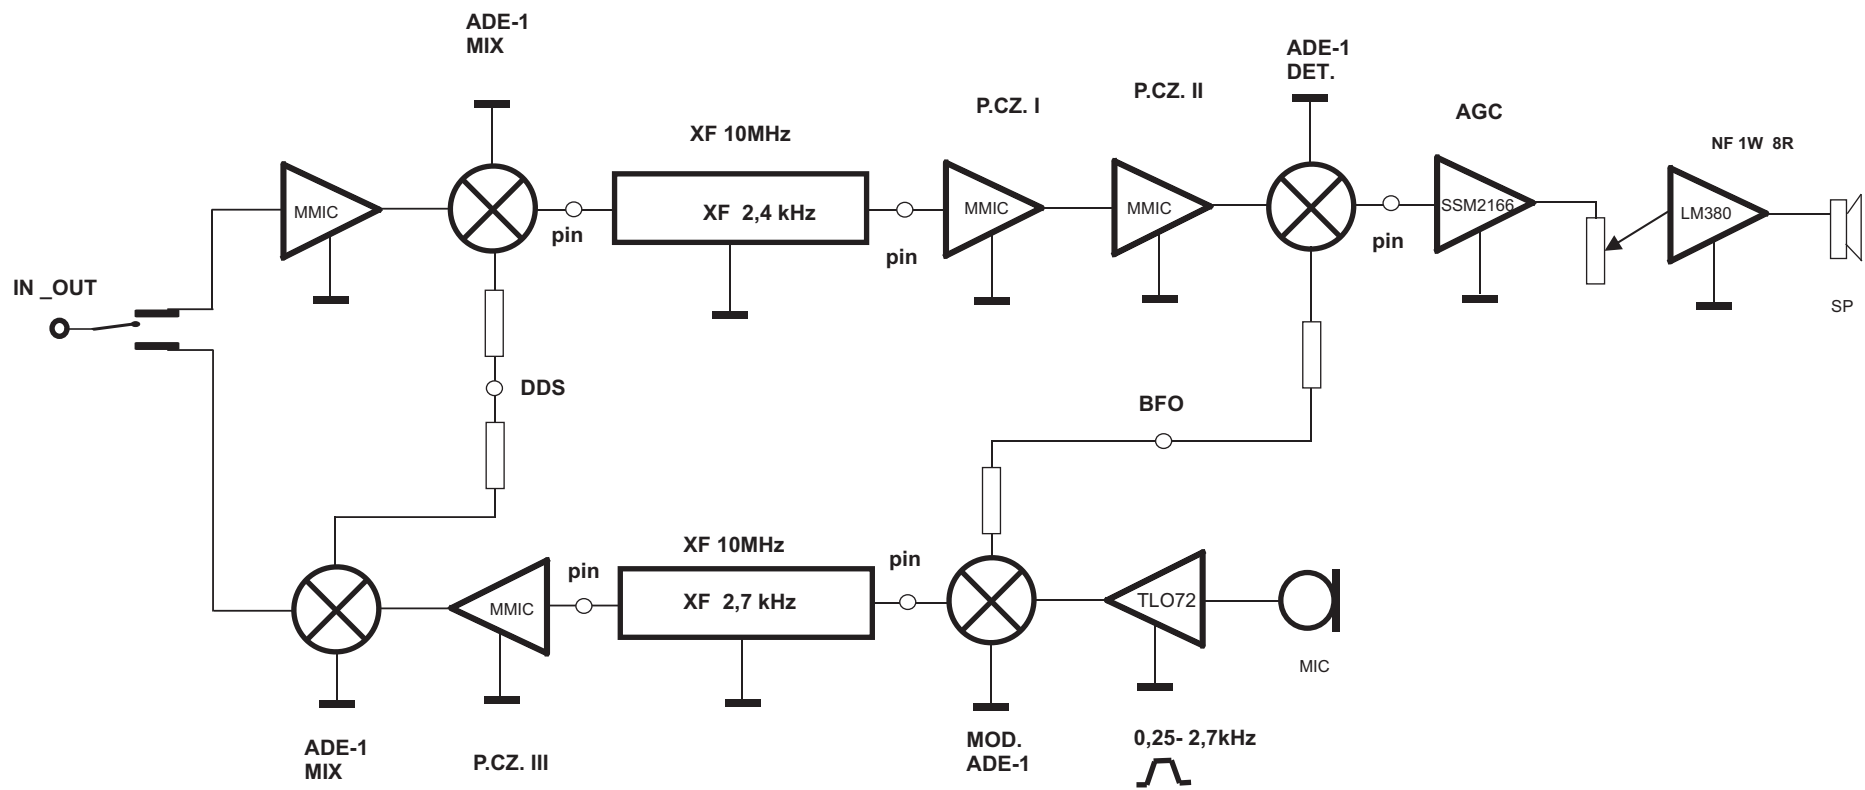 ADE-1
MIX
ADE-1
DET.
P.CZ. I
P.CZ. II
AGC
XF 10MHz
NF 1W 8R
MMIC
XF 2,4 kHz
MMIC
MMIC
SSM2166
LM380
pin
pin
pin
IN _OUT
SP
DDS
BFO
XF 10MHz
pin
pin
MMIC
XF 2,7 kHz
TLO72
MIC
ADE-1
MIX
P.CZ. III
MOD.
ADE-1
0,25- 2,7kHz